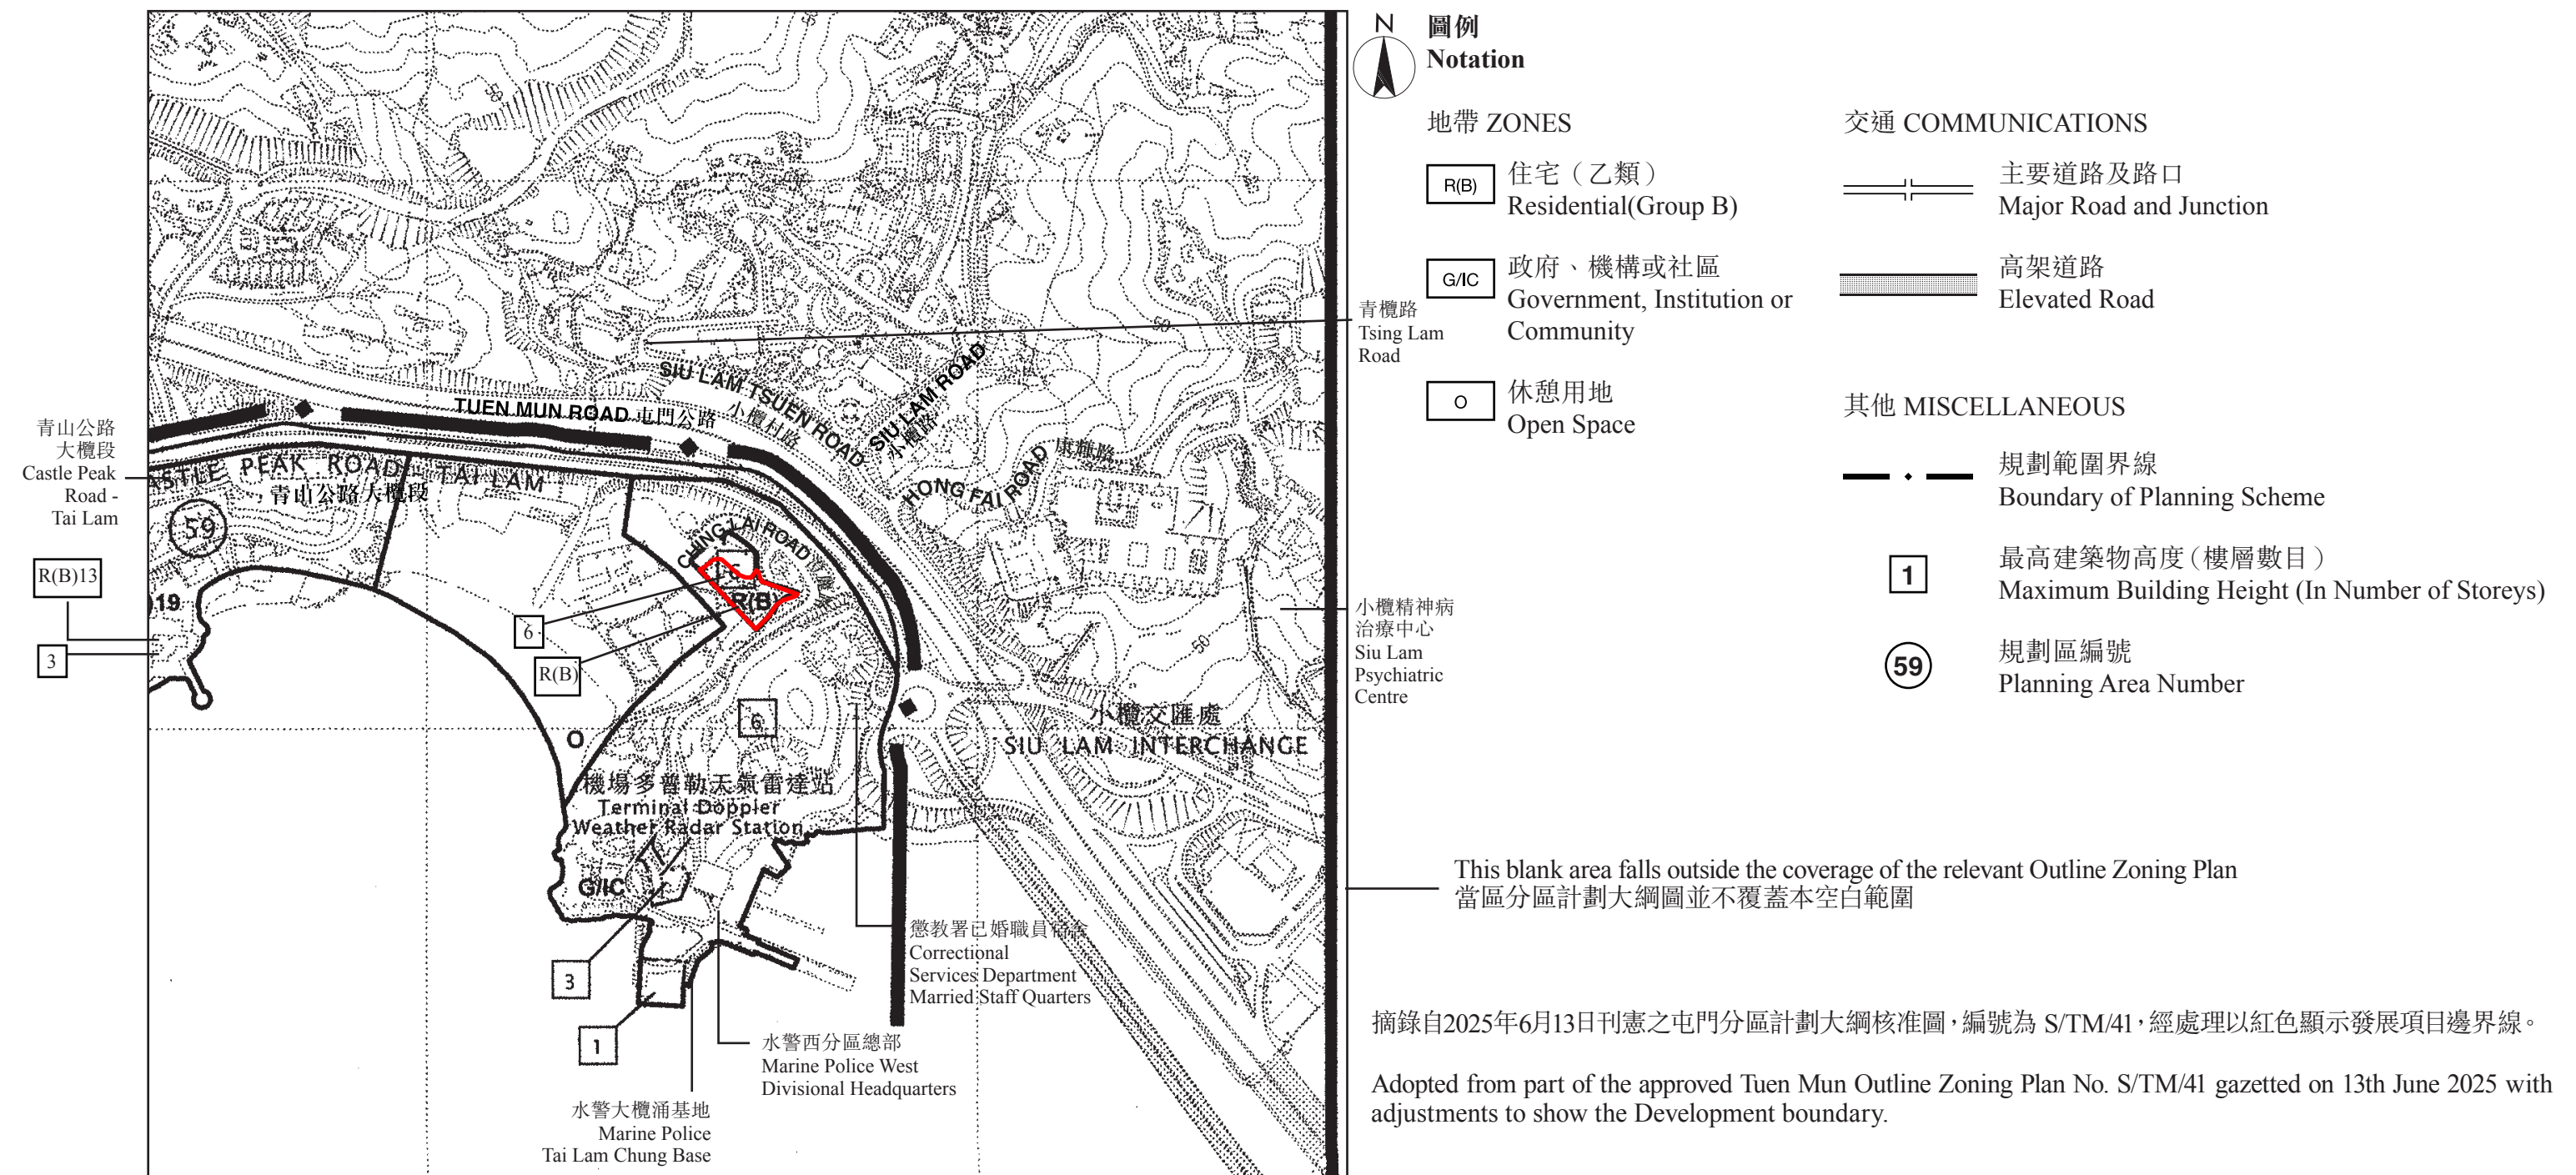 N
圖例
Notation
地帶 ZONES
R(B)
住宅（乙類）
Residential(Group B)
G/IC
政府、機構或社區
Government, Institution or
Community
O
休憩用地
Open Space
交通 COMMUNICATIONS
主要道路及路口
Major Road and Junction
高架道路
Elevated Road
其他 MISCELLANEOUS
規劃範圍界線
Boundary of Planning Scheme
1
最高建築物高度（樓層數目）
Maximum Building Height (In Number of Storeys)
59
規劃區編號
Planning Area Number
青欖路
Tsing Lam
Road
小欖精神病
治療中心
Siu Lam
Psychiatric
Centre
青山公路
大欖段
Castle Peak
Road -
Tai Lam
R(B)13
3
50
50
50
SIU LAM TSUEN ROAD
小欖村路
SIU LAM ROAD
小欖路
TUEN MUN ROAD 屯門公路
HONG FAI ROAD 康輝路
ASTLE PEAK ROAD TAI LAM
青山公路大欖段
59
19
CHING LAI ROAD
R(B)
6
R(B)
6
O
小欖交匯處
SIU LAM INTERCHANGE
機場多普勒天氣雷達站
Terminal Doppler
Weather Radar Station
G/IC
3
1
懲教署已婚職員宿舍
Correctional
Services Department
Married Staff Quarters
水警西分區總部
Marine Police West
Divisional Headquarters
水警大欖涌基地
Marine Police
Tai Lam Chung Base
This blank area falls outside the coverage of the relevant Outline Zoning Plan
當區分區計劃大綱圖並不覆蓋本空白範圍
摘錄自2025年6月13日刊憲之屯門分區計劃大綱核准圖，編號為 S/TM/41，經處理以紅色顯示發展項目邊界線。
Adopted from part of the approved Tuen Mun Outline Zoning Plan No. S/TM/41 gazetted on 13th June 2025 with
adjustments to show the Development boundary.